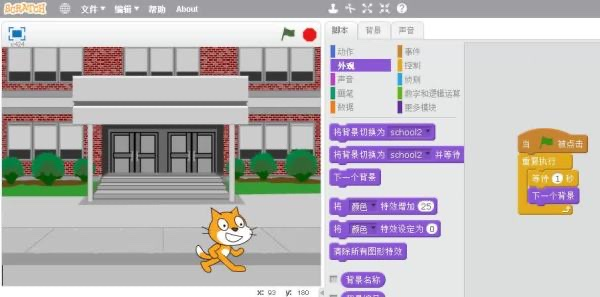 SCRATCH 文件 编辑 帮助 About
v424
脚本 背景 声音
动作 事件
外观 控制
声音 侦测
画笔 数字和逻辑运算
数据 更多模块
将背景切换为 school2
将背景切换为 school2 并等待
下一个背景
将 颜色 特效增加 25
将 颜色 特效设定为 0
清除所有图形特效
背景名称
当 被点击
重复执行
等待 1 秒
下一个背景
x: 93 y: 180